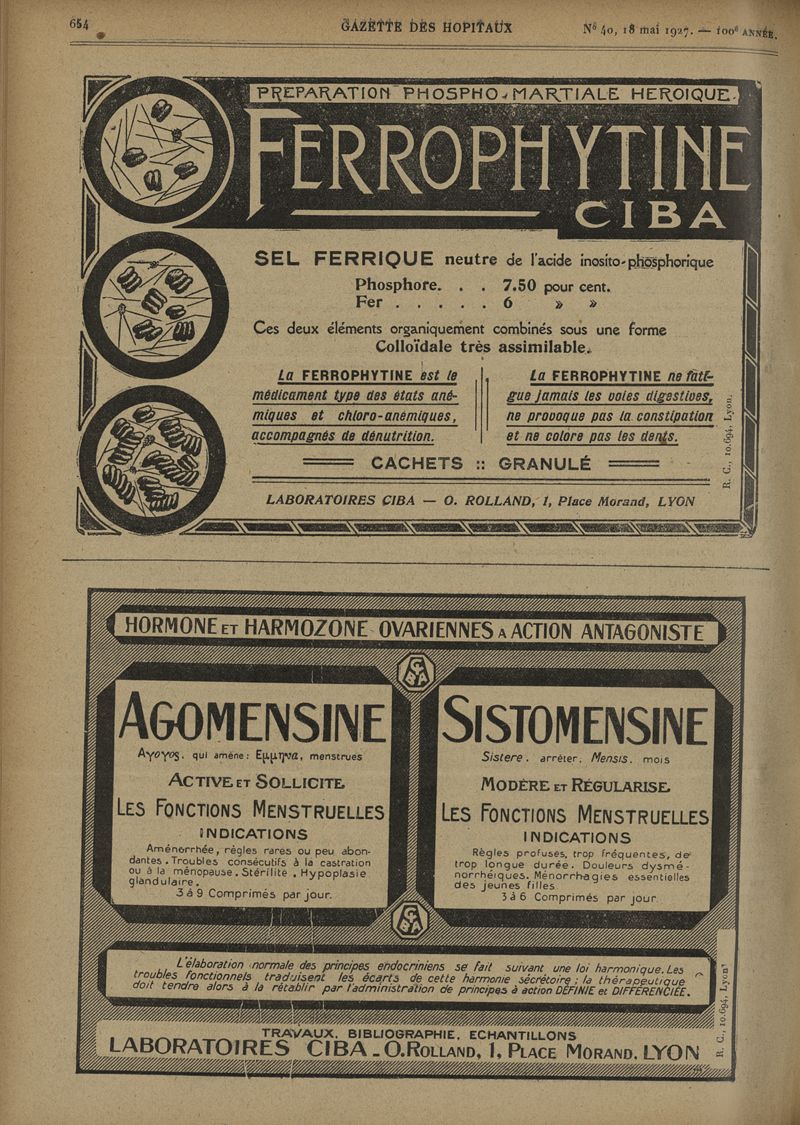 654
GAZETTE DES HOPITAUX
Nº 40, 18 mai 1927. — 100e ANNÉE.
PREPARATION PHOSPHO-MARTIALE HEROIQUE.
FERROPHYTINE
CIBA
SEL FERRIQUE neutre de l'acide inosito-phosphorique
Phosphore. . . 7.50 pour cent.
Fer . . . . . 6 » »
Ces deux éléments organiquement combinés sous une forme
Colloïdale très assimilable.
La FERROPHYTINE est le
médicament type des états ané-
miques et chloro-anémiques,
accompagnés de dénutrition.
La FERROPHYTINE ne fati-
gue jamais les voies digestives,
ne provoque pas la constipation
et ne colore pas les dents.
CACHETS :: GRANULÉ
LABORATOIRES CIBA — O. ROLLAND, 1, Place Morand, LYON
R. C., 10.694, Lyon.
HORMONE ET HARMOZONE OVARIENNES A ACTION ANTAGONISTE
CIBA
AGOMENSINE
Αγογος, qui amène: Εμμηνα, menstrues
ACTIVE ET SOLLICITE
LES FONCTIONS MENSTRUELLES
INDICATIONS
Aménorrhée, règles rares ou peu abon-
dantes. Troubles consécutifs à la castration
ou à la ménopause. Stérilité. Hypoplasie
glandulaire.
3 à 9 Comprimés par jour.
SISTOMENSINE
Sistere. arrêter. Mensis. mois
MODÈRE ET RÉGULARISE
LES FONCTIONS MENSTRUELLES
INDICATIONS
Règles profuses, trop fréquentes, de
trop longue durée. Douleurs dysmé-
norrhéiques. Ménorrhagies essentielles
des jeunes filles
3 à 6 Comprimés par jour
CIBA
L'élaboration normale des principes endocriniens se fait suivant une loi harmonique. Les
troubles fonctionnels traduisent les écarts de cette harmonie sécrétoire; la thérapeutique
doit tendre alors à la rétablir par l'administration de principes à action DÉFINIE et DIFFÉRENCIÉE.
TRAVAUX, BIBLIOGRAPHIE, ECHANTILLONS
LABORATOIRES CIBA - O. ROLLAND, 1, PLACE MORAND. LYON
R. C., 10.694, Lyon